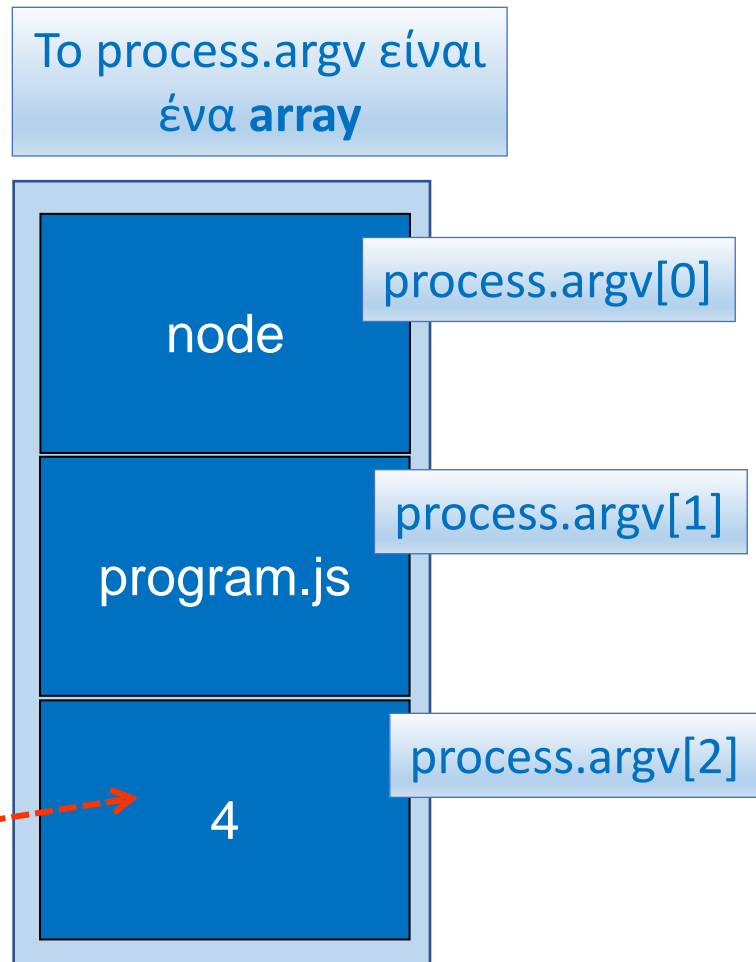 Το process.argv είναι
ένα array
node
process.argv[0]
program.js
process.argv[1]
4
process.argv[2]